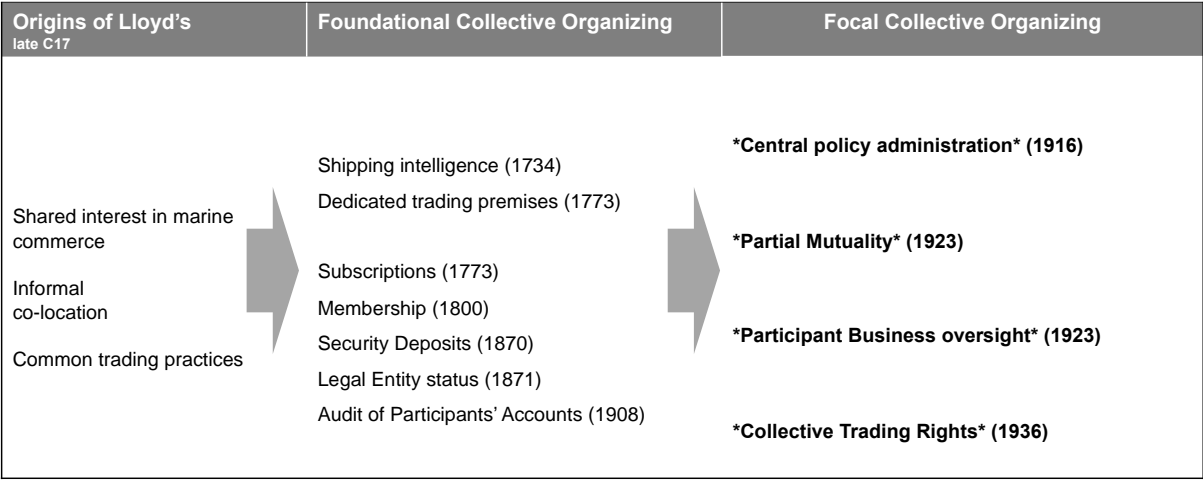 Origins of Lloyd's
late C17
Foundational Collective Organizing
Focal Collective Organizing
Shared interest in marine
commerce
Informal
co-location
Common trading practices
Shipping intelligence (1734)
Dedicated trading premises (1773)
Subscriptions (1773)
Membership (1800)
Security Deposits (1870)
Legal Entity status (1871)
Audit of Participants' Accounts (1908)
*Central policy administration* (1916)
*Partial Mutuality* (1923)
*Participant Business oversight* (1923)
*Collective Trading Rights* (1936)